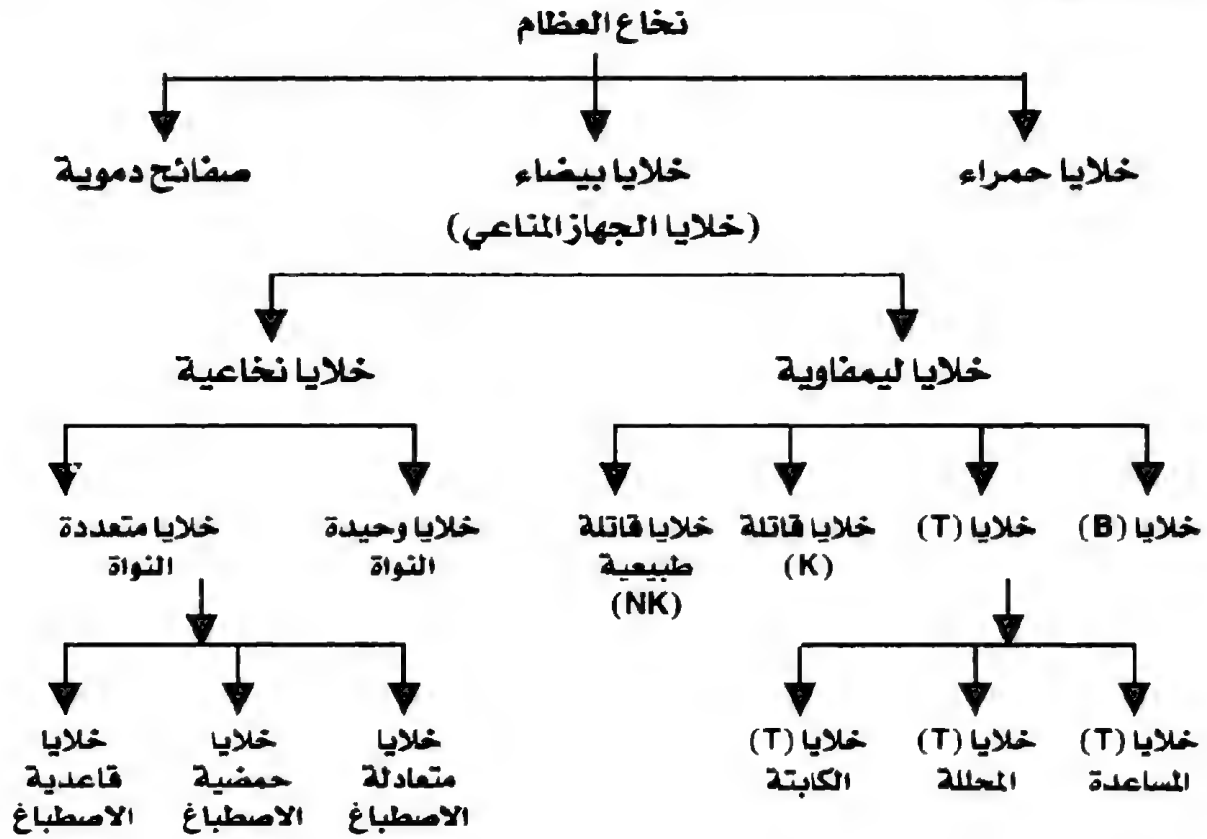 نخاع العظام
خلايا حمراء
خلايا بيضاء
(خلايا الجهاز المناعي)
صفائح دموية
خلايا ليمفاوية
خلايا نخاعية
خلايا (B)
خلايا (T)
خلايا قاتلة
(K)
خلايا قاتلة
طبيعية
(NK)
خلايا وحيدة
النواة
خلايا متعددة
النواة
خلايا (T)
المساعدة
خلايا (T)
المحللة
خلايا (T)
الكابتة
خلايا
متعادلة
الاصطباغ
خلايا
حمضية
الاصطباغ
خلايا
قاعدية
الاصطباغ